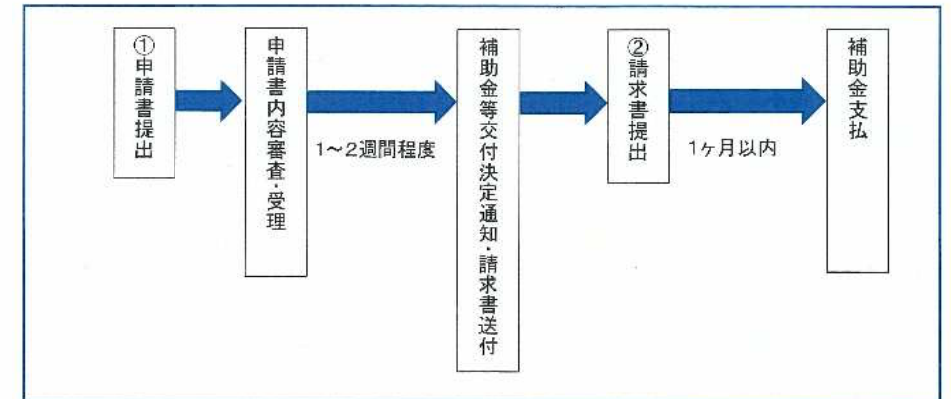 ①申請書提出
申請書内容審査・受理
1～2週間程度
補助金等交付決定通知・請求書送付
②請求書提出
1ヶ月以内
補助金支払